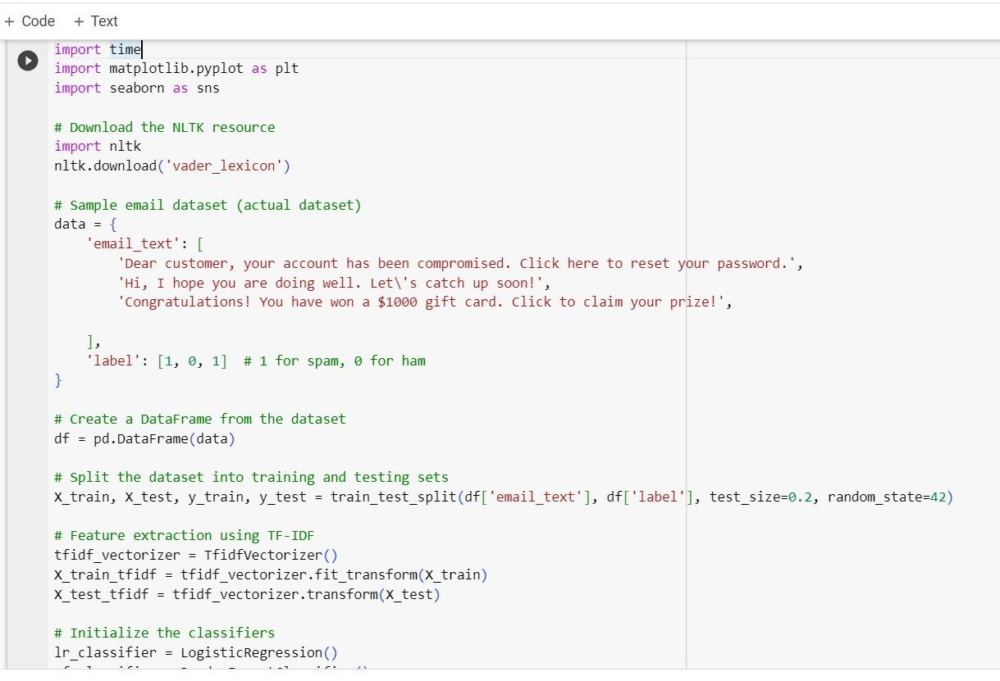 + Code + Text
import time
import matplotlib.pyplot as plt
import seaborn as sns
# Download the NLTK resource
import nltk
nltk.download('vader_lexicon')
# Sample email dataset (actual dataset)
data = {
    'email_text': [
        'Dear customer, your account has been compromised. Click here to reset your password.',
        'Hi, I hope you are doing well. Let\'s catch up soon!',
        'Congratulations! You have won a $1000 gift card. Click to claim your prize!',
    ],
    'label': [1, 0, 1]  # 1 for spam, 0 for ham
}
# Create a DataFrame from the dataset
df = pd.DataFrame(data)
# Split the dataset into training and testing sets
X_train, X_test, y_train, y_test = train_test_split(df['email_text'], df['label'], test_size=0.2, random_state=42)
# Feature extraction using TF-IDF
tfidf_vectorizer = TfidfVectorizer()
X_train_tfidf = tfidf_vectorizer.fit_transform(X_train)
X_test_tfidf = tfidf_vectorizer.transform(X_test)
# Initialize the classifiers
lr_classifier = LogisticRegression()